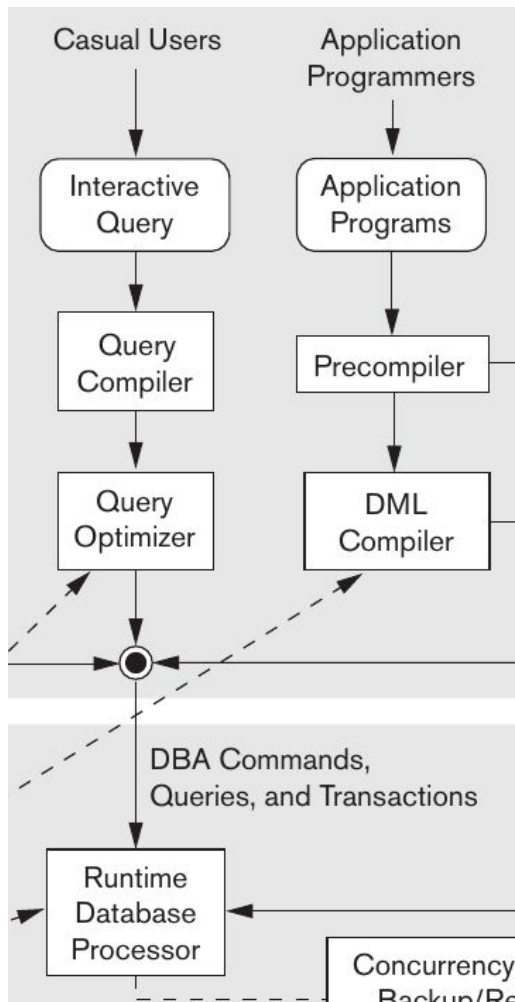 Casual Users
Application
Programmers
Interactive
Query
Application
Programs
Query
Compiler
Precompiler
Query
Optimizer
DML
Compiler
DBA Commands,
Queries, and Transactions
Runtime
Database
Processor
Concurrency